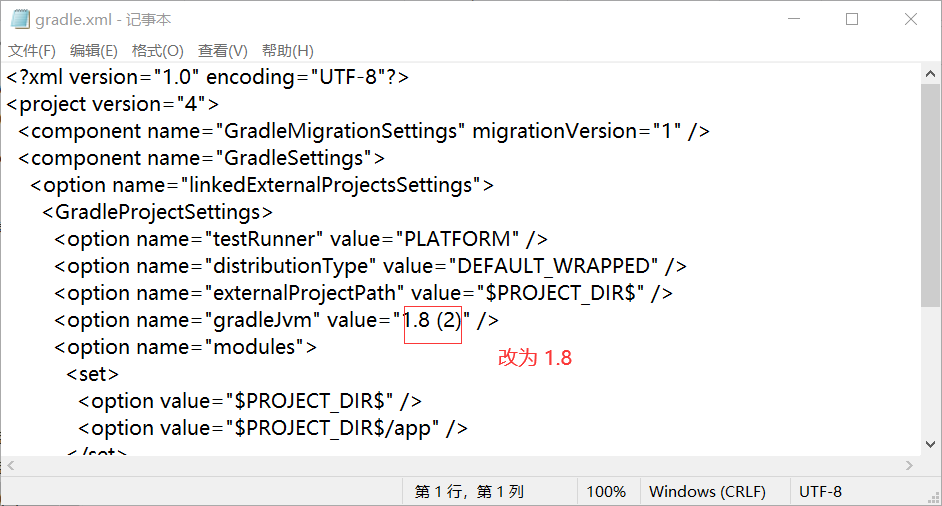 gradle.xml - 记事本
文件(F) 编辑(E) 格式(O) 查看(V) 帮助(H)
<?xml version="1.0" encoding="UTF-8"?>
<project version="4">
  <component name="GradleMigrationSettings" migrationVersion="1" />
  <component name="GradleSettings">
    <option name="linkedExternalProjectsSettings">
      <GradleProjectSettings>
        <option name="testRunner" value="PLATFORM" />
        <option name="distributionType" value="DEFAULT_WRAPPED" />
        <option name="externalProjectPath" value="$PROJECT_DIR$" />
        <option name="gradleJvm" value="1.8 (2)" />
        <option name="modules">
改为 1.8
          <set>
            <option value="$PROJECT_DIR$" />
            <option value="$PROJECT_DIR$/app" />
          </set>
第 1 行，第 1 列 100% Windows (CRLF) UTF-8